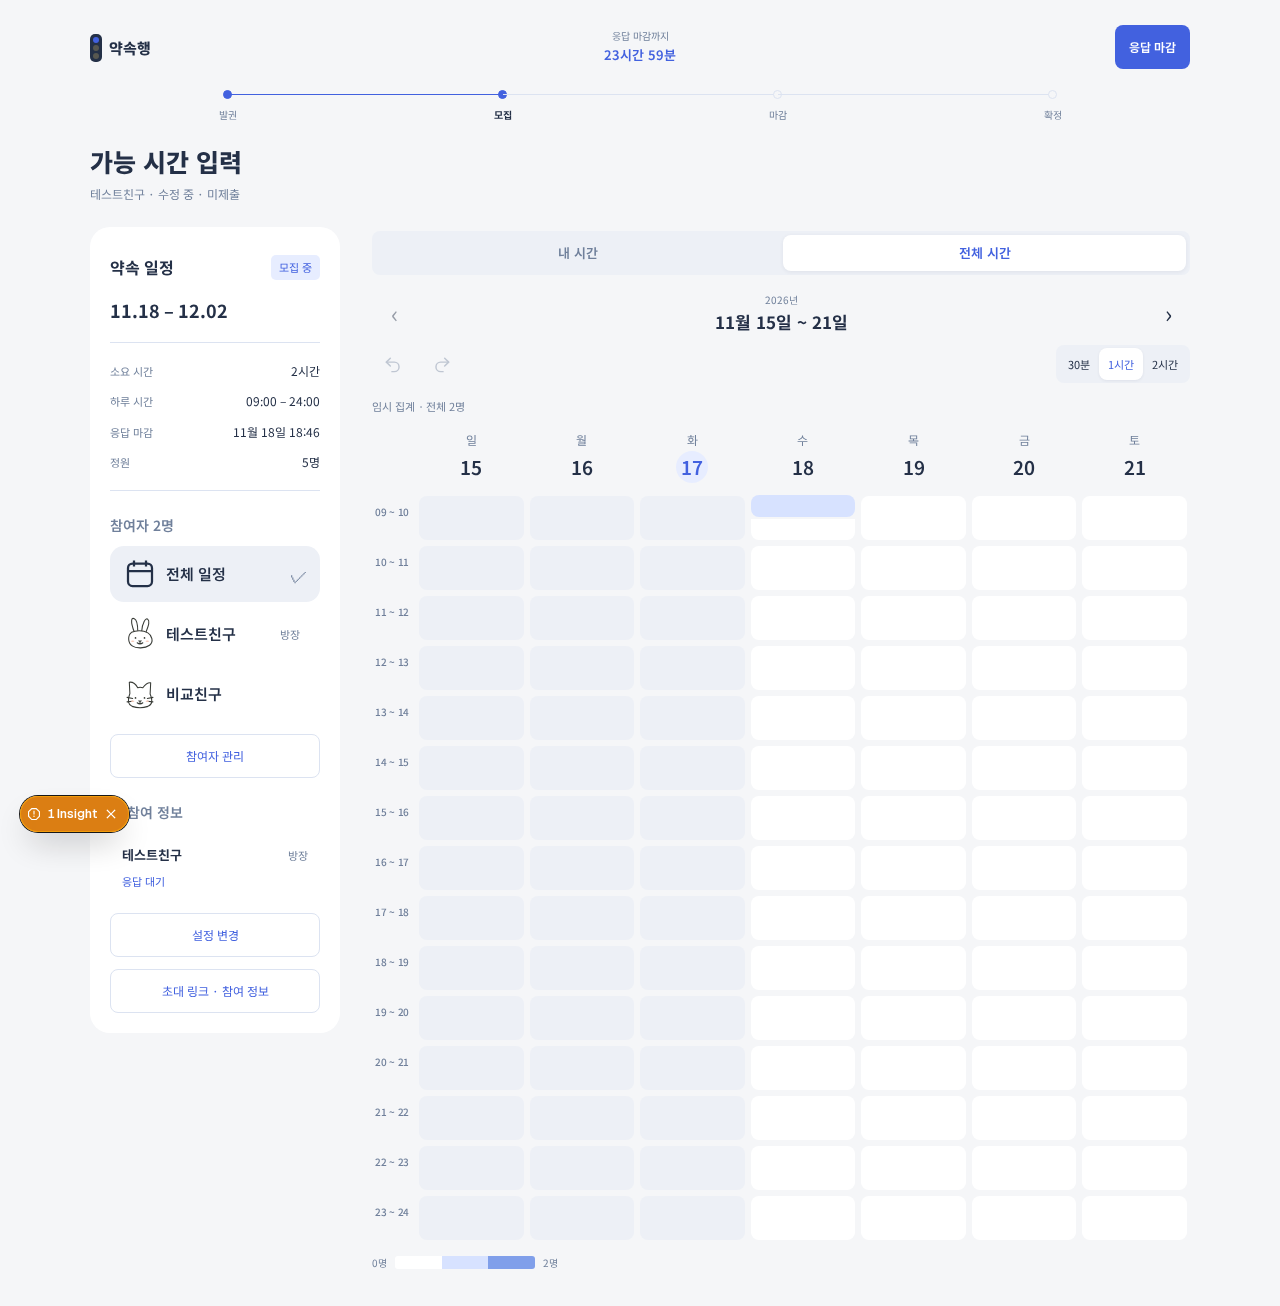 약속행
응답 마감까지
23시간 59분
응답 마감
발권
모집
마감
확정
가능 시간 입력
테스트친구 · 수정 중 · 미제출
약속 일정
모집 중
11.18 – 12.02
소요 시간
2시간
하루 시간
09:00 – 24:00
응답 마감
11월 18일 18:46
정원
5명
참여자 2명
전체 일정
테스트친구
방장
비교친구
참여자 관리
1 Insight
참여 정보
테스트친구
방장
응답 대기
설정 변경
초대 링크 · 참여 정보
내 시간
전체 시간
2026년
11월 15일 ~ 21일
30분
1시간
2시간
임시 집계 · 전체 2명
일 월 화 수 목 금 토
15 16 17 18 19 20 21
09 ~ 10
10 ~ 11
11 ~ 12
12 ~ 13
13 ~ 14
14 ~ 15
15 ~ 16
16 ~ 17
17 ~ 18
18 ~ 19
19 ~ 20
20 ~ 21
21 ~ 22
22 ~ 23
23 ~ 24
0명
2명